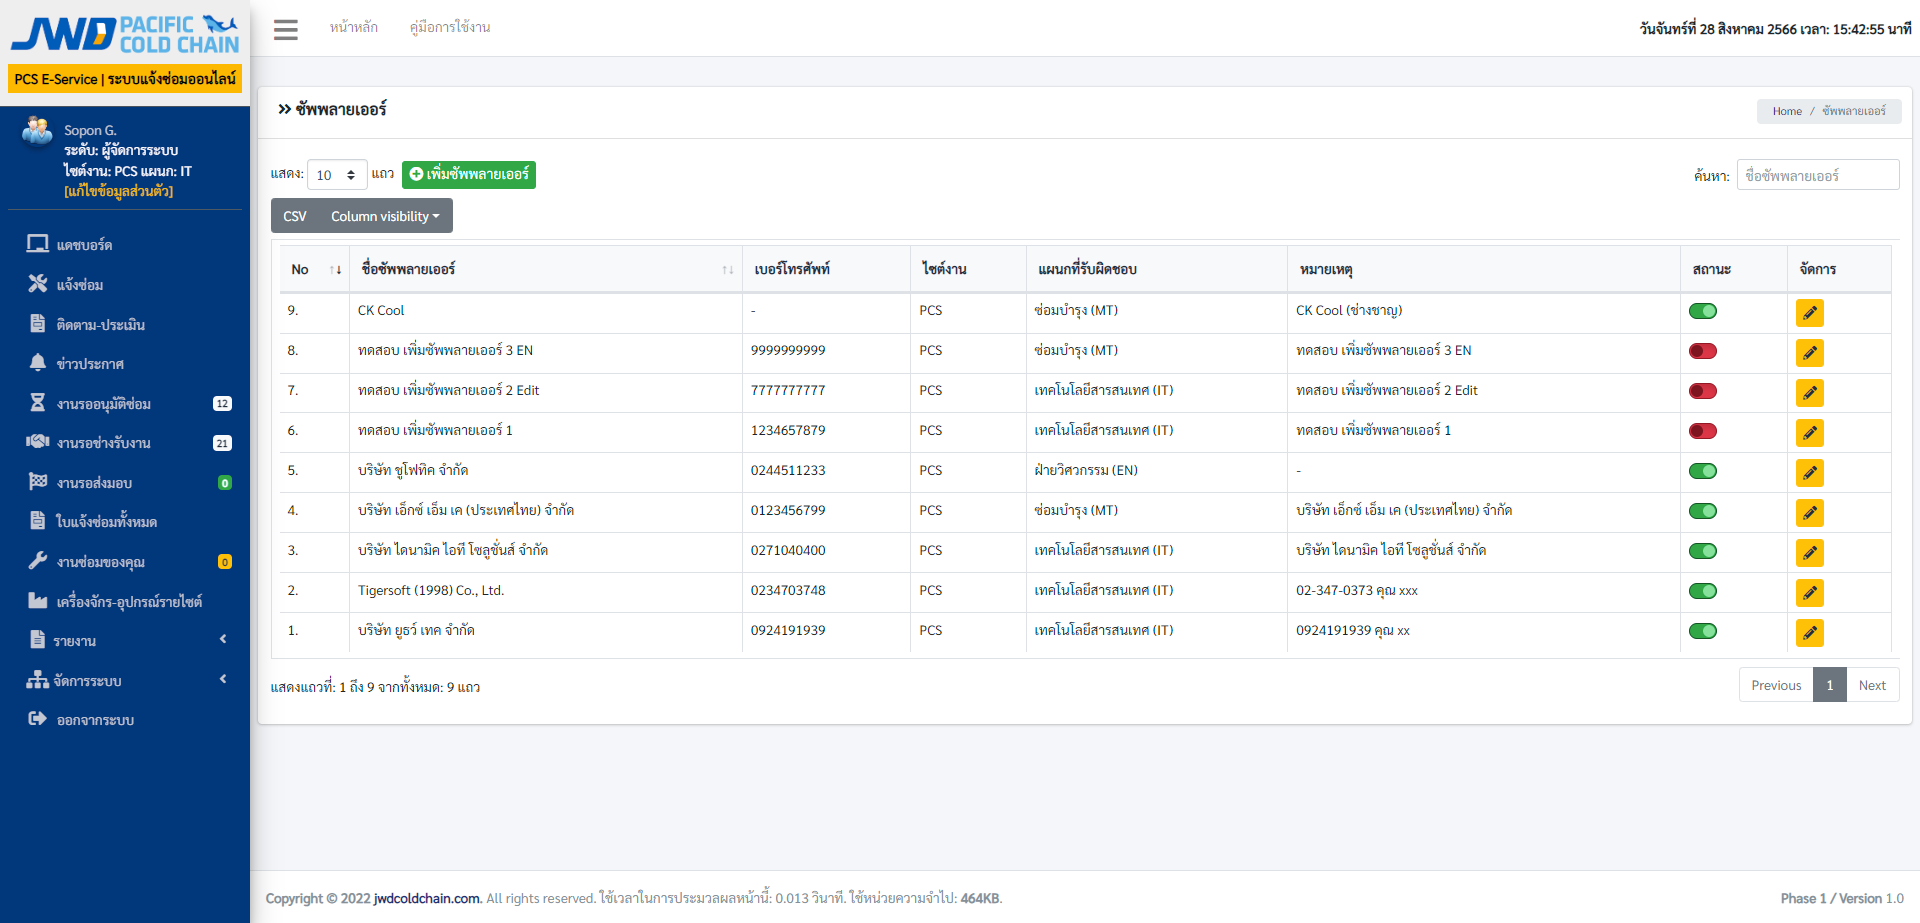 JWD PACIFIC COLD CHAIN
PCS E-Service | ระบบแจ้งซ่อมออนไลน์
Sopon G.
ระดับ: ผู้จัดการระบบ
ไซต์งาน: PCS แผนก: IT
[แก้ไขข้อมูลส่วนตัว]
แดชบอร์ด
แจ้งซ่อม
ติดตาม-ประเมิน
ข่าวประกาศ
งานรออนุมัติซ่อม 12
งานรอช่างรับงาน 21
งานรอส่งมอบ 0
ใบแจ้งซ่อมทั้งหมด
งานซ่อมของคุณ 0
เครื่องจักร-อุปกรณ์รายไซต์
รายงาน
จัดการระบบ
ออกจากระบบ
หน้าหลัก คู่มือการใช้งาน วันจันทร์ที่ 28 สิงหาคม 2566 เวลา: 15:42:55 นาที
ซัพพลายเออร์ Home / ซัพพลายเออร์
แสดง: 10 แถว เพิ่มซัพพลายเออร์ ค้นหา: ชื่อซัพพลายเออร์
CSV Column visibility
No ชื่อซัพพลายเออร์ เบอร์โทรศัพท์ ไซต์งาน แผนกที่รับผิดชอบ หมายเหตุ สถานะ จัดการ
9. CK Cool - PCS ซ่อมบำรุง (MT) CK Cool (ช่างชาญ)
8. ทดสอบ เพิ่มซัพพลายเออร์ 3 EN 9999999999 PCS ซ่อมบำรุง (MT) ทดสอบ เพิ่มซัพพลายเออร์ 3 EN
7. ทดสอบ เพิ่มซัพพลายเออร์ 2 Edit 7777777777 PCS เทคโนโลยีสารสนเทศ (IT) ทดสอบ เพิ่มซัพพลายเออร์ 2 Edit
6. ทดสอบ เพิ่มซัพพลายเออร์ 1 1234657879 PCS เทคโนโลยีสารสนเทศ (IT) ทดสอบ เพิ่มซัพพลายเออร์ 1
5. บริษัท ชูโฟทิค จำกัด 0244511233 PCS ฝ่ายวิศวกรรม (EN) -
4. บริษัท เอ็กซ์ เอ็ม เค (ประเทศไทย) จำกัด 0123456799 PCS ซ่อมบำรุง (MT) บริษัท เอ็กซ์ เอ็ม เค (ประเทศไทย) จำกัด
3. บริษัท ไดนามิค ไอที โซลูชั่นส์ จำกัด 0271040400 PCS เทคโนโลยีสารสนเทศ (IT) บริษัท ไดนามิค ไอที โซลูชั่นส์ จำกัด
2. Tigersoft (1998) Co., Ltd. 0234703748 PCS เทคโนโลยีสารสนเทศ (IT) 02-347-0373 คุณ xxx
1. บริษัท ยูธว์ เทค จำกัด 0924191939 PCS เทคโนโลยีสารสนเทศ (IT) 0924191939 คุณ xx
แสดงแถวที่: 1 ถึง 9 จากทั้งหมด: 9 แถว Previous 1 Next
Copyright © 2022 jwdcoldchain.com. All rights reserved. ใช้เวลาในการประมวลผลหน้านี้: 0.013 วินาที. ใช้หน่วยความจำไป: 464KB. Phase 1 / Version 1.0